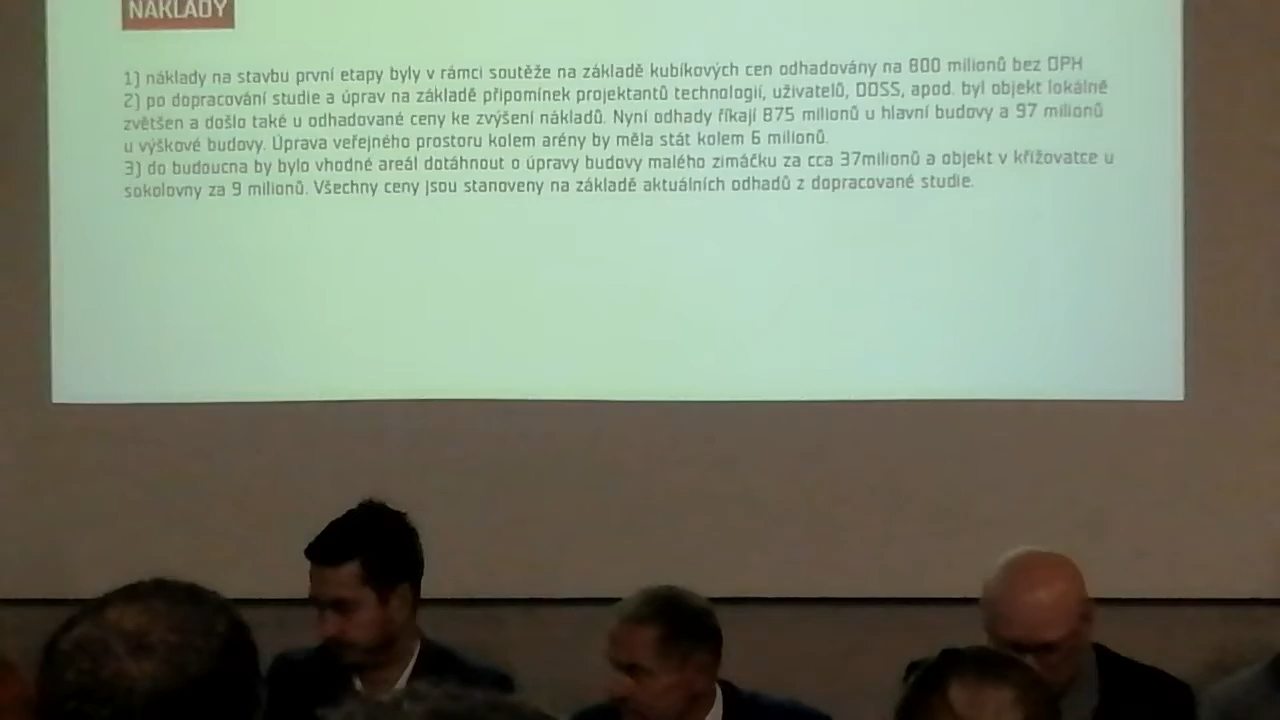 NÁKLADY
1) náklady na stavbu první etapy byly v rámci soutěže na základě kubíkových cen odhadovány na 800 milionů bez DPH
2) po dopracování studie a úprav na základě připomínek projektantů technologií, uživatelů, DOSS, apod. byl objekt lokálně
zvětšen a došlo také u odhadované ceny ke zvýšení nákladů. Nyní odhady říkají 875 milionů u hlavní budovy a 97 milionů
u výškové budovy. Úprava veřejného prostoru kolem arény by měla stát kolem 6 milionů.
3) do budoucna by bylo vhodné areál dotáhnout o úpravy budovy malého zimáčku za cca 37milionů a objekt v křižovatce u
sokolovny za 9 milionů. Všechny ceny jsou stanoveny na základě aktuálních odhadů z dopracované studie.